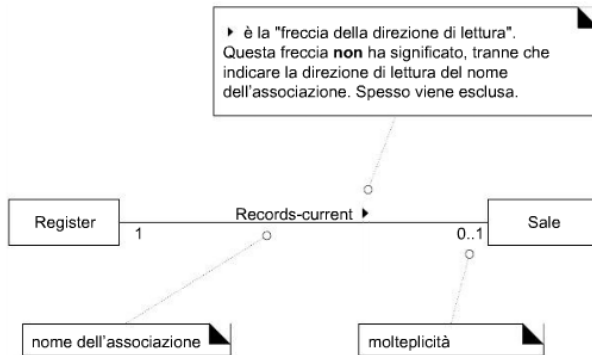 ▸ è la "freccia della direzione di lettura".
Questa freccia non ha significato, tranne che
indicare la direzione di lettura del nome
dell'associazione. Spesso viene esclusa.
Register
Records-current ▸
Sale
1
0..1
nome dell'associazione
molteplicità